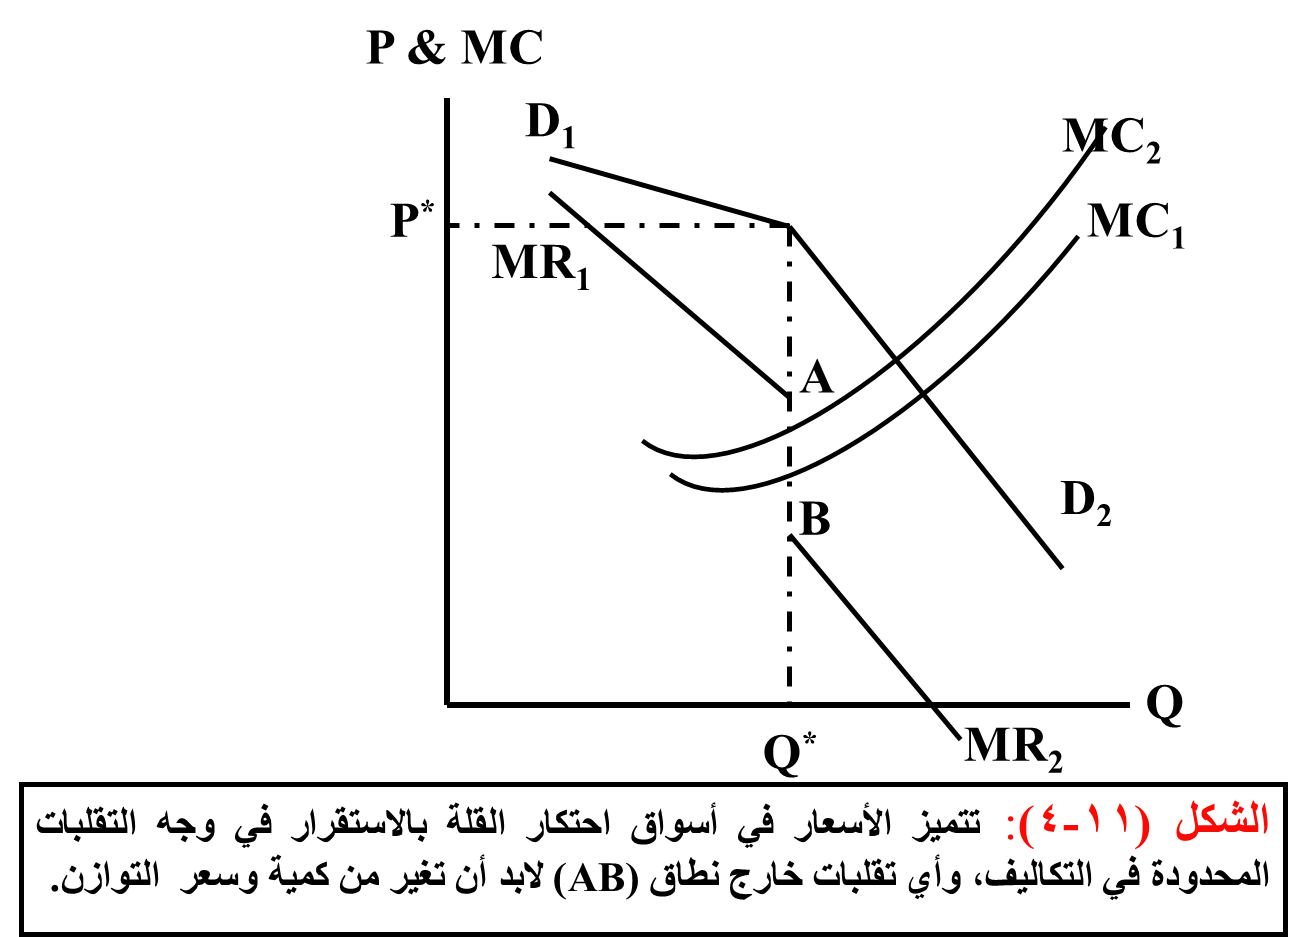 P & MC
D1
MC2
P*
MC1
MR1
A
D2
B
Q
Q*
MR2
الشكل (١١-٤): تتميز الأسعار في أسواق احتكار القلة بالاستقرار في وجه التقلبات
المحدودة في التكاليف، وأي تقلبات خارج نطاق (AB) لابد أن تغير من كمية وسعر التوازن.